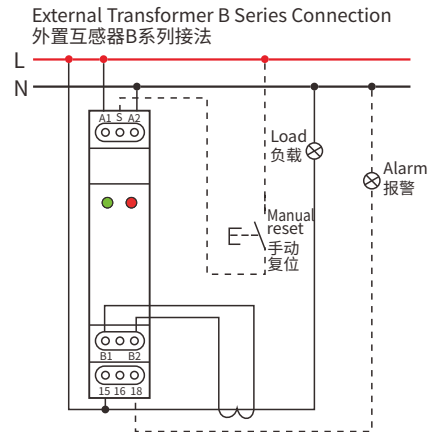 External Transformer B Series Connection
外置互感器B系列接法
L
N
A1 S A2
Load
负载
Alarm
报警
Manual
reset
手动
复位
B1 B2
15 16 18